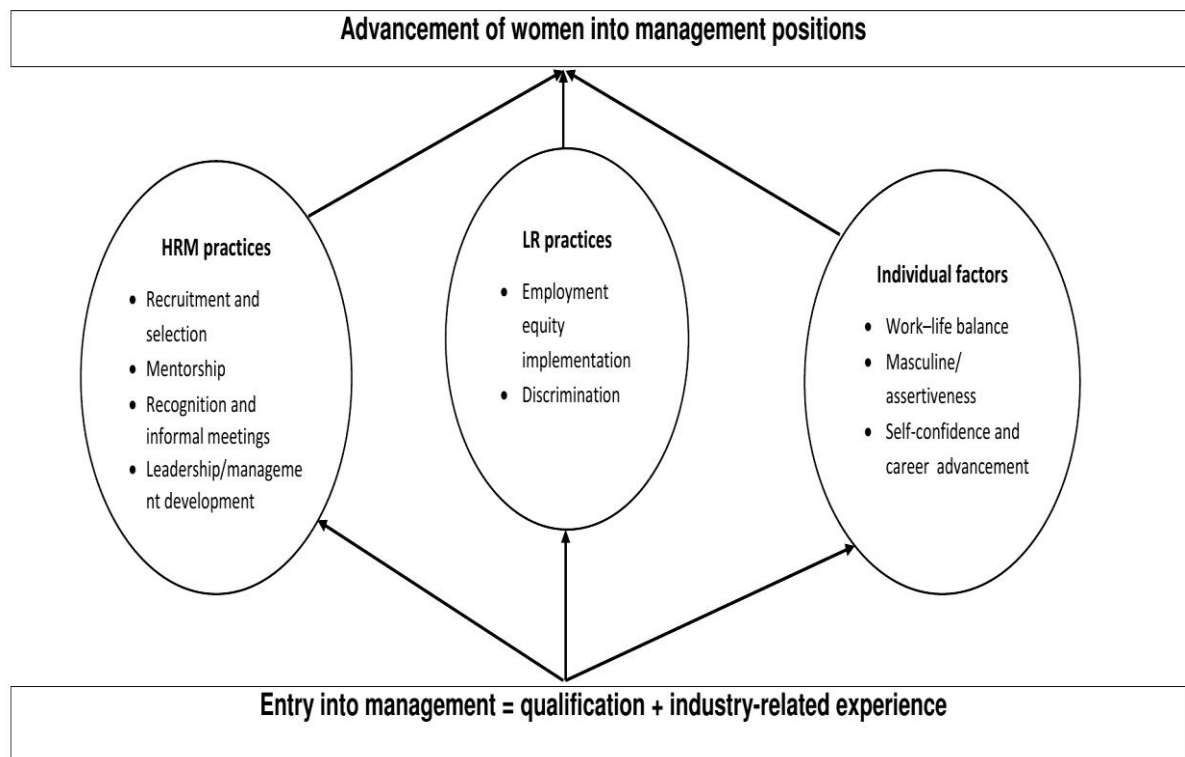 Advancement of women into management positions
HRM practices
• Recruitment and
selection
• Mentorship
• Recognition and
informal meetings
• Leadership/manageme
nt development
LR practices
• Employment
equity
implementation
• Discrimination
Individual factors
• Work–life balance
• Masculine/
assertiveness
• Self-confidence and
career advancement
Entry into management = qualification + industry-related experience